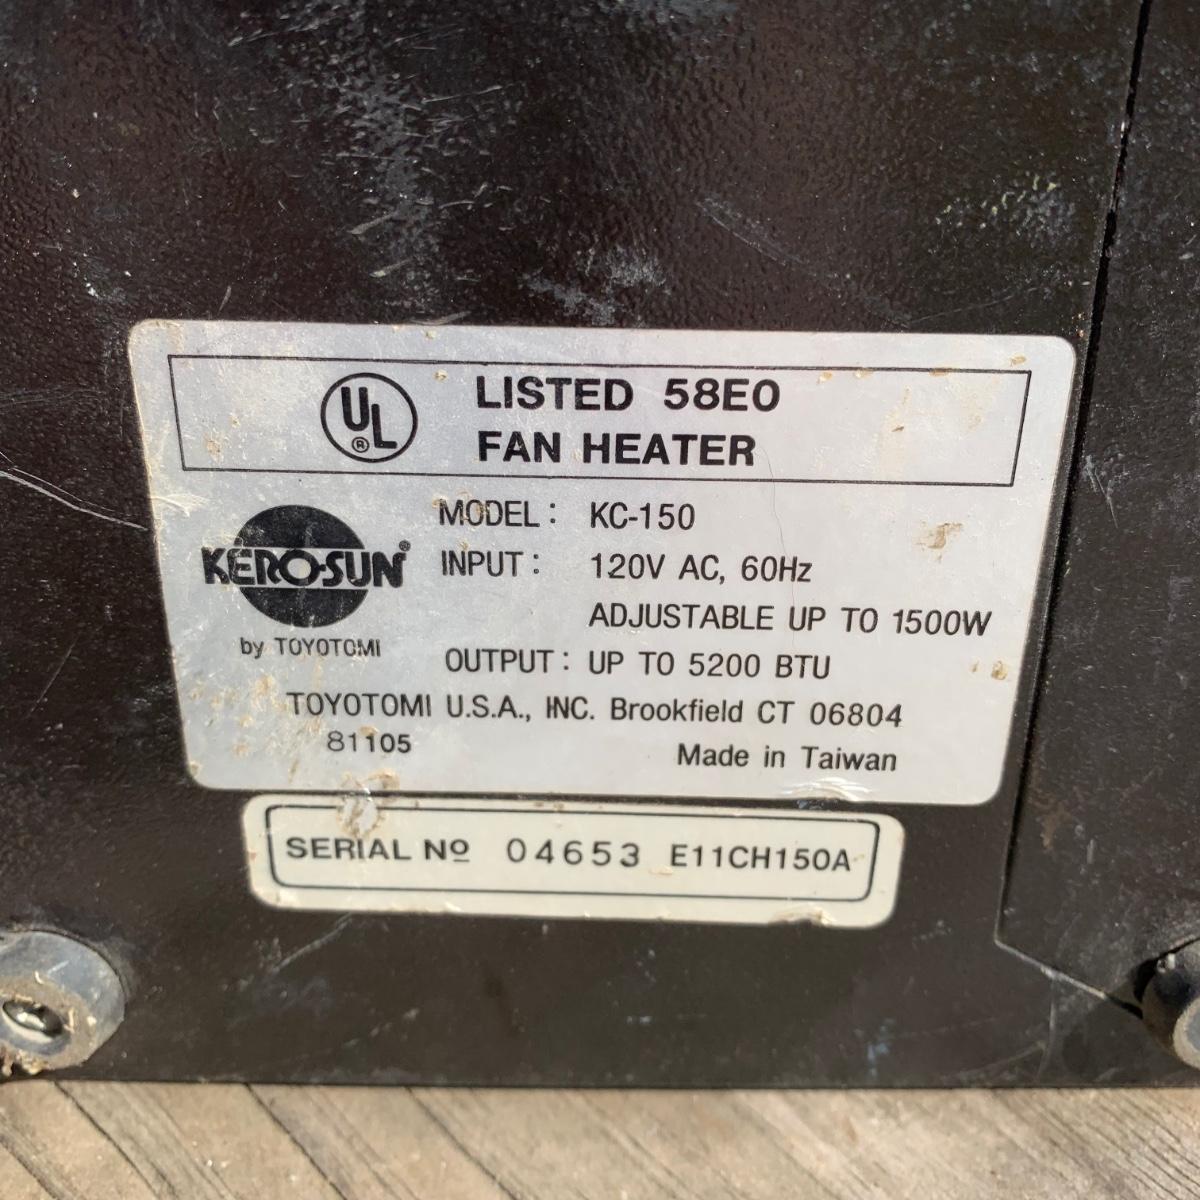 UL ®
LISTED 58E0
FAN HEATER
MODEL: KC-150
KERO-SUN®
INPUT: 120V AC, 60Hz
ADJUSTABLE UP TO 1500W
by TOYOTOMI
OUTPUT: UP TO 5200 BTU
TOYOTOMI U.S.A., INC. Brookfield CT 06804
81105
Made in Taiwan
SERIAL Nº 04653 E11CH150A